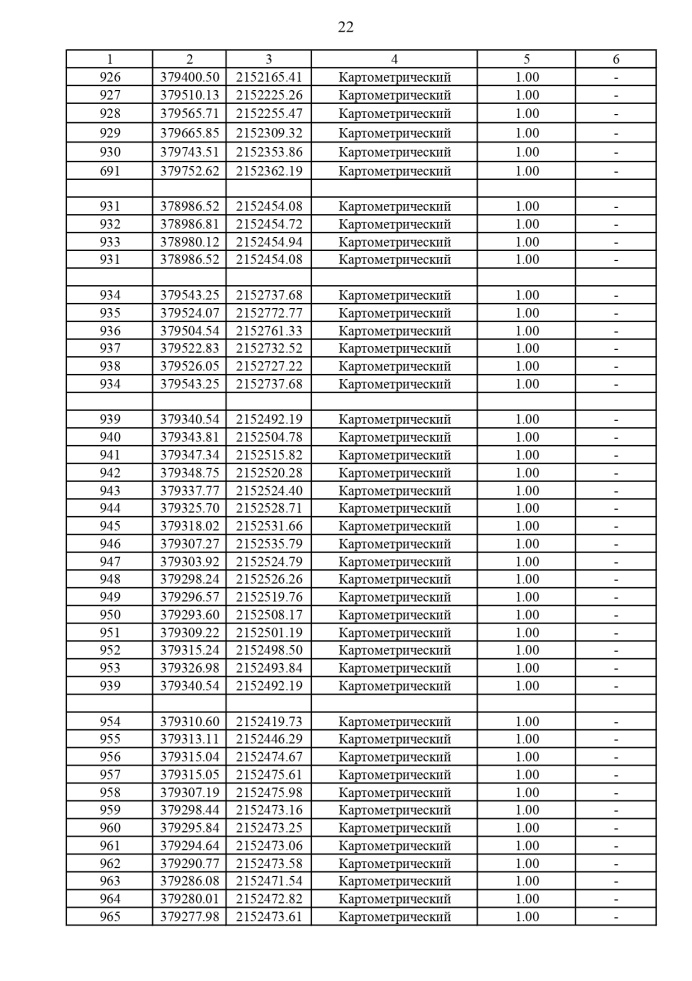 22
1 2 3 4 5 6
926 379400.50 2152165.41 Картометрический 1.00 -
927 379510.13 2152225.26 Картометрический 1.00 -
928 379565.71 2152255.47 Картометрический 1.00 -
929 379665.85 2152309.32 Картометрический 1.00 -
930 379743.51 2152353.86 Картометрический 1.00 -
691 379752.62 2152362.19 Картометрический 1.00 -
931 378986.52 2152454.08 Картометрический 1.00 -
932 378986.81 2152454.72 Картометрический 1.00 -
933 378980.12 2152454.94 Картометрический 1.00 -
931 378986.52 2152454.08 Картометрический 1.00 -
934 379543.25 2152737.68 Картометрический 1.00 -
935 379524.07 2152772.77 Картометрический 1.00 -
936 379504.54 2152761.33 Картометрический 1.00 -
937 379522.83 2152732.52 Картометрический 1.00 -
938 379526.05 2152727.22 Картометрический 1.00 -
934 379543.25 2152737.68 Картометрический 1.00 -
939 379340.54 2152492.19 Картометрический 1.00 -
940 379343.81 2152504.78 Картометрический 1.00 -
941 379347.34 2152515.82 Картометрический 1.00 -
942 379348.75 2152520.28 Картометрический 1.00 -
943 379337.77 2152524.40 Картометрический 1.00 -
944 379325.70 2152528.71 Картометрический 1.00 -
945 379318.02 2152531.66 Картометрический 1.00 -
946 379307.27 2152535.79 Картометрический 1.00 -
947 379303.92 2152524.79 Картометрический 1.00 -
948 379298.24 2152526.26 Картометрический 1.00 -
949 379296.57 2152519.76 Картометрический 1.00 -
950 379293.60 2152508.17 Картометрический 1.00 -
951 379309.22 2152501.19 Картометрический 1.00 -
952 379315.24 2152498.50 Картометрический 1.00 -
953 379326.98 2152493.84 Картометрический 1.00 -
939 379340.54 2152492.19 Картометрический 1.00 -
954 379310.60 2152419.73 Картометрический 1.00 -
955 379313.11 2152446.29 Картометрический 1.00 -
956 379315.04 2152474.67 Картометрический 1.00 -
957 379315.05 2152475.61 Картометрический 1.00 -
958 379307.19 2152475.98 Картометрический 1.00 -
959 379298.44 2152473.16 Картометрический 1.00 -
960 379295.84 2152473.25 Картометрический 1.00 -
961 379294.64 2152473.06 Картометрический 1.00 -
962 379290.77 2152473.58 Картометрический 1.00 -
963 379286.08 2152471.54 Картометрический 1.00 -
964 379280.01 2152472.82 Картометрический 1.00 -
965 379277.98 2152473.61 Картометрический 1.00 -